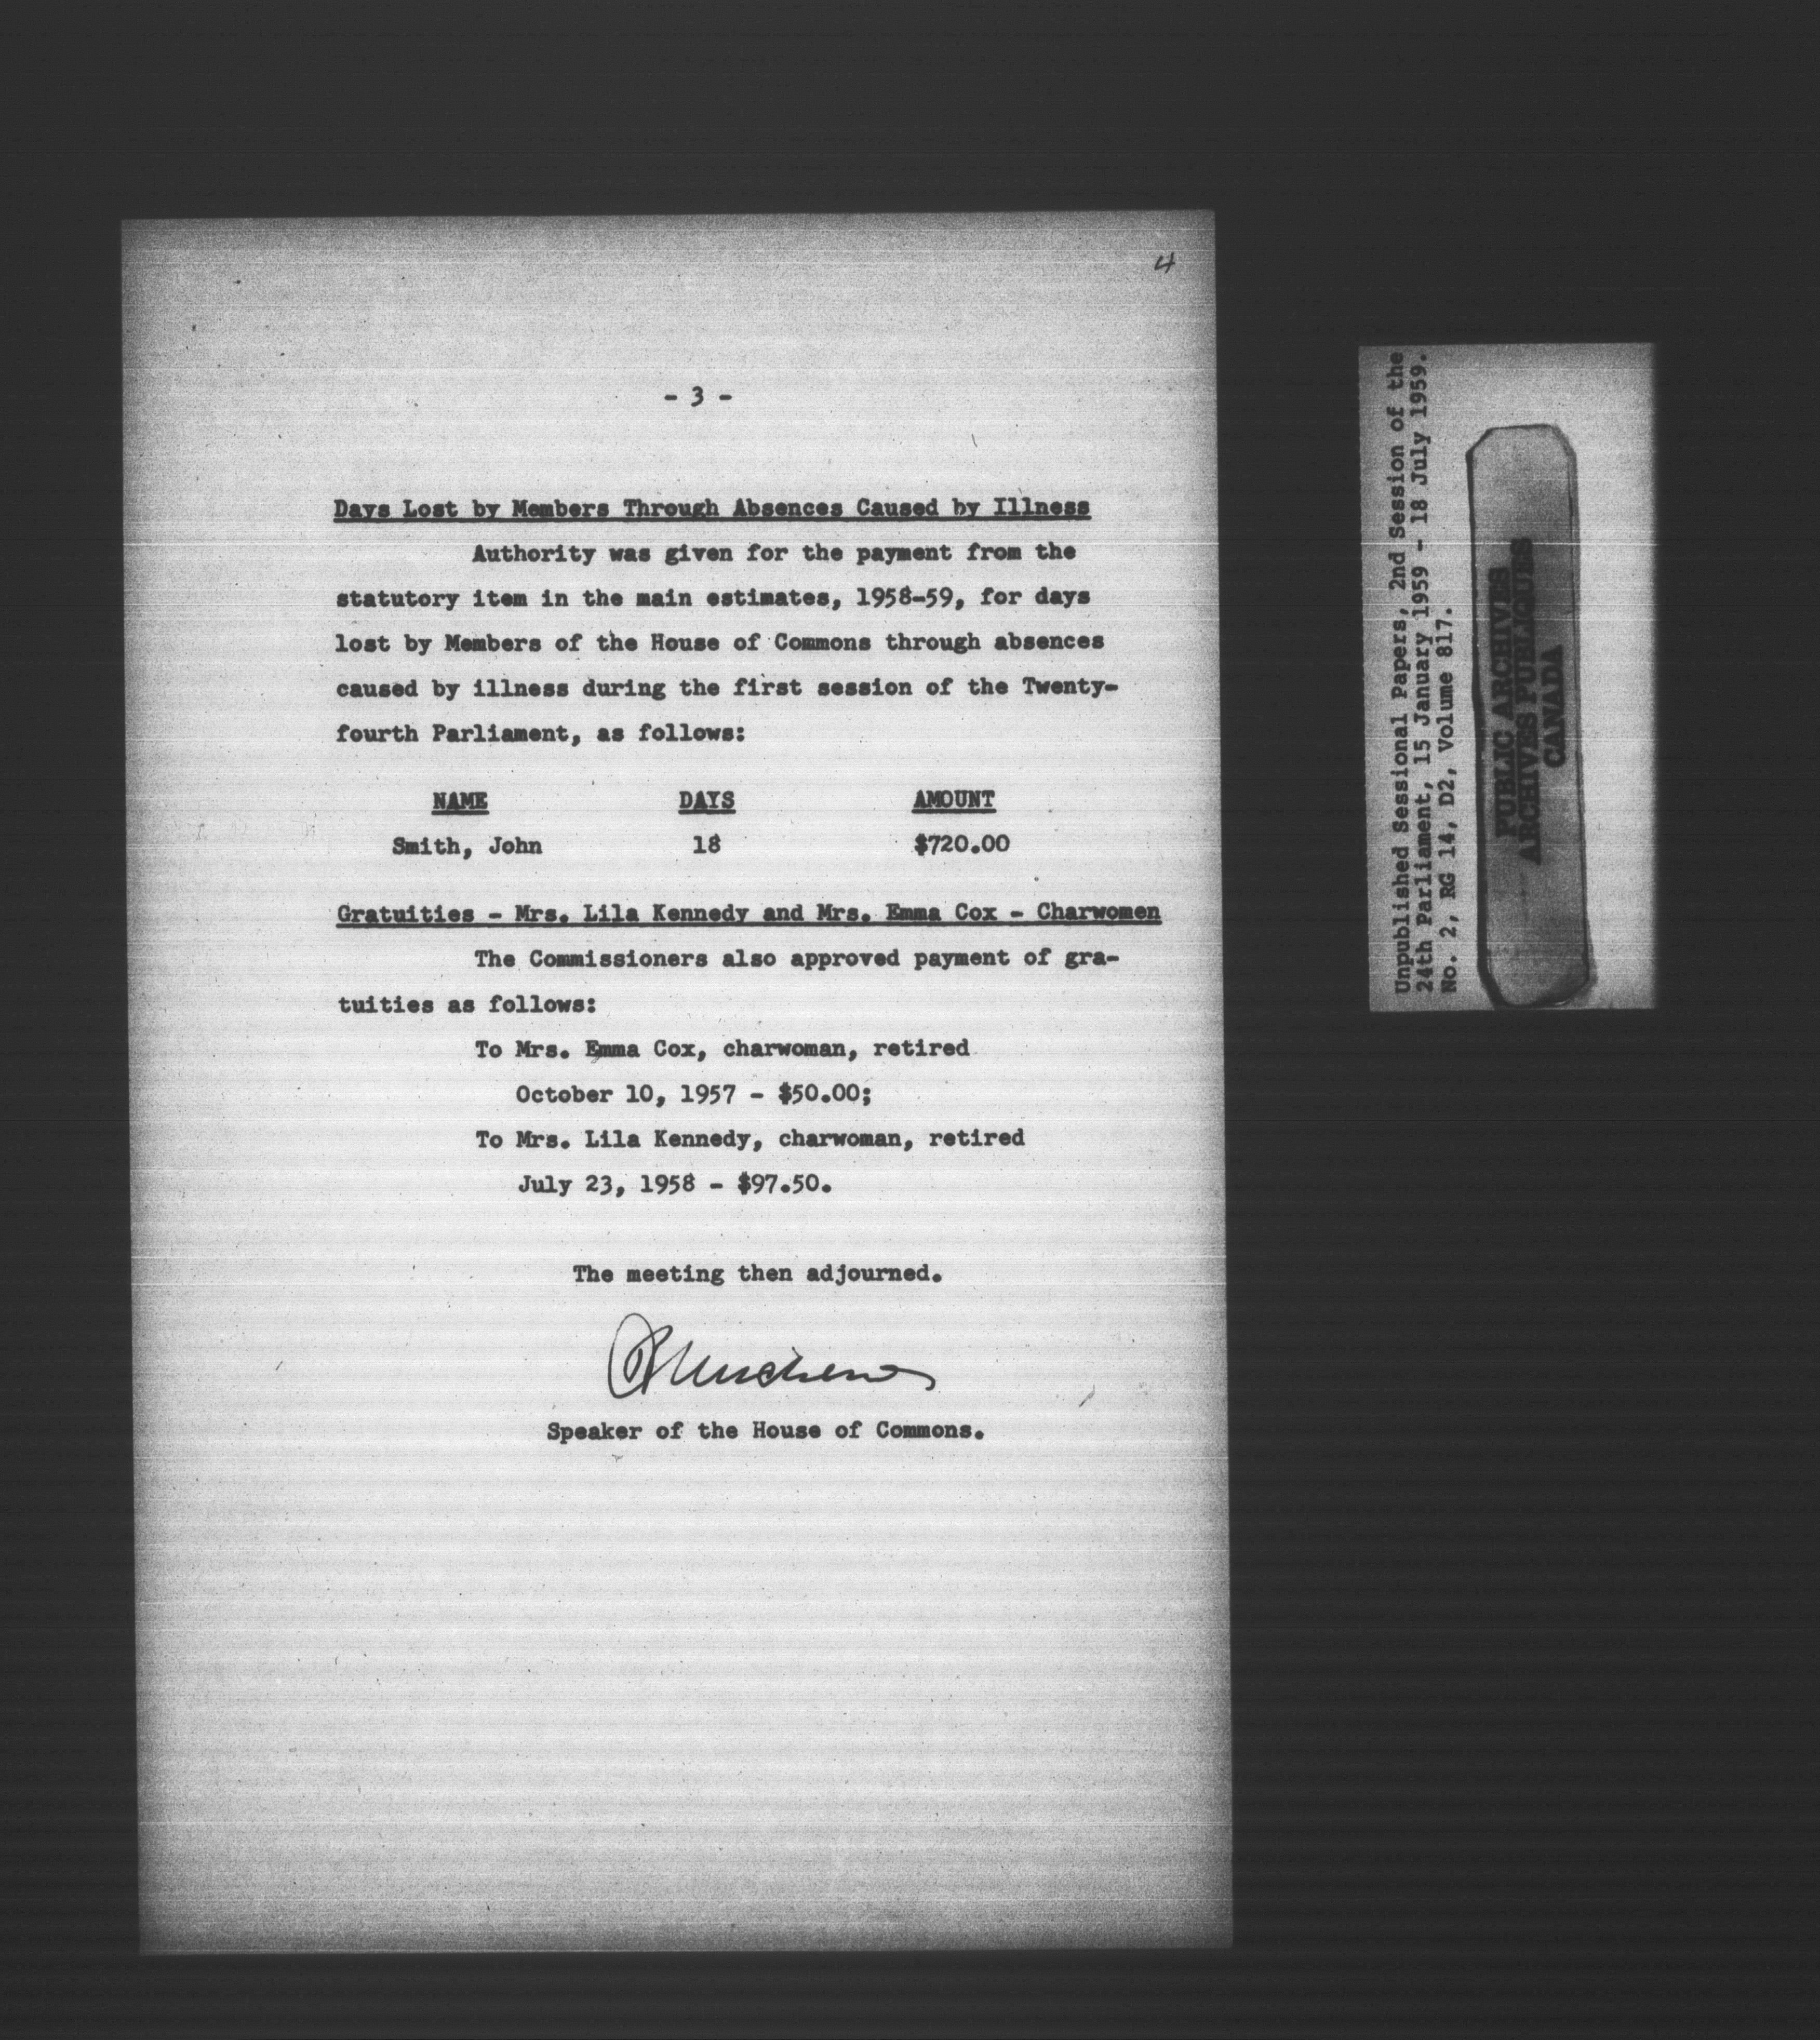 4
- 3 -
Days Lost by Members Through Absences Caused by Illness
Authority was given for the payment from the
statutory item in the main estimates, 1958-59, for days
lost by Members of the House of Commons through absences
caused by illness during the first session of the Twenty-
fourth Parliament, as follows:
NAME DAYS AMOUNT
Smith, John 18 $720.00
Gratuities - Mrs. Lila Kennedy and Mrs. Emma Cox - Charwomen
The Commissioners also approved payment of gra-
tuities as follows:
To Mrs. Emma Cox, charwoman, retired
October 10, 1957 - $50.00;
To Mrs. Lila Kennedy, charwoman, retired
July 23, 1958 - $97.50.
The meeting then adjourned.
Speaker of the House of Commons.
Unpublished Sessional Papers, 2nd Session of the
24th Parliament, 15 January 1959 - 18 July 1959.
No. 2, RG 14, D2, Volume 817.
PUBLIC ARCHIVES
ARCHIVES PUBLIQUES
CANADA